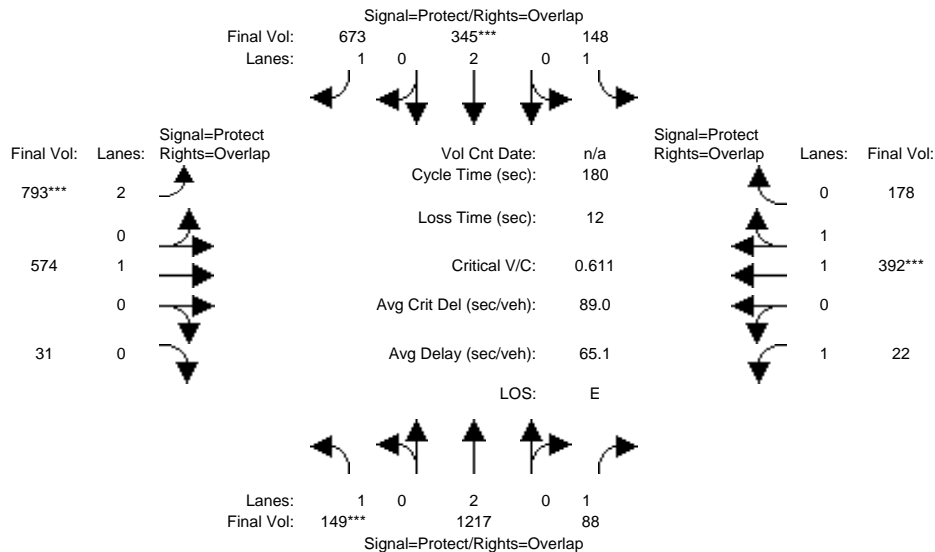 Signal=Protect/Rights=Overlap
Final Vol: 673 345*** 148
Lanes: 1 0 2 0 1
Signal=Protect Signal=Protect
Final Vol: Lanes: Rights=Overlap Vol Cnt Date: n/a Rights=Overlap Lanes: Final Vol:
Cycle Time (sec): 180
793*** 2 0 178
Loss Time (sec): 12
0 1
574 1 Critical V/C: 0.611 1 392***
0 Avg Crit Del (sec/veh): 89.0 0
31 0 Avg Delay (sec/veh): 65.1 1 22
LOS: E
Lanes: 1 0 2 0 1
Final Vol: 149*** 1217 88
Signal=Protect/Rights=Overlap